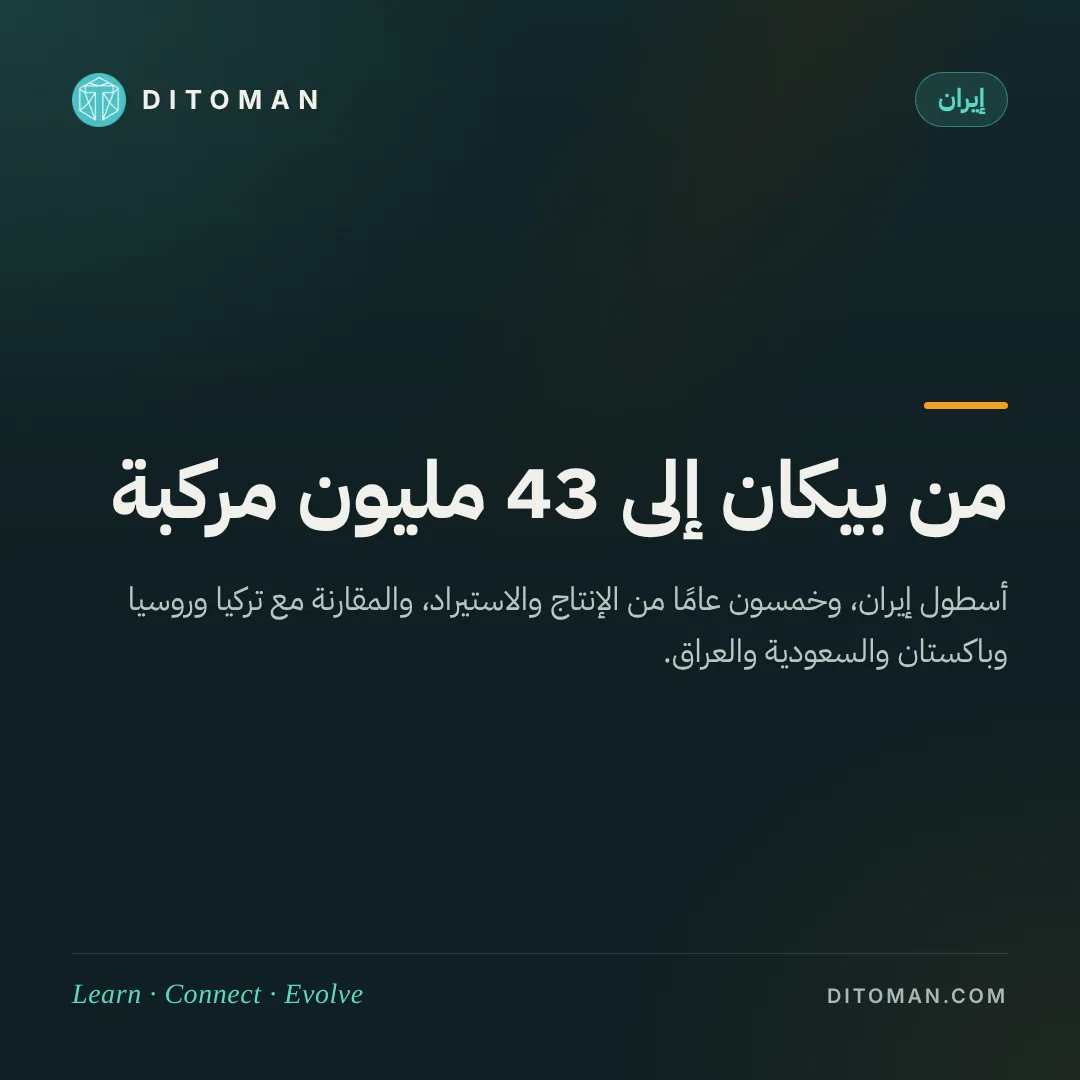 DITOMAN
إيران
من بيكان إلى 43 مليون مركبة
أسطول إيران، وخمسون عامًا من الإنتاج والاستيراد، والمقارنة مع تركيا وروسيا
وباكستان والسعودية والعراق.
Learn · Connect · Evolve
DITOMAN.COM